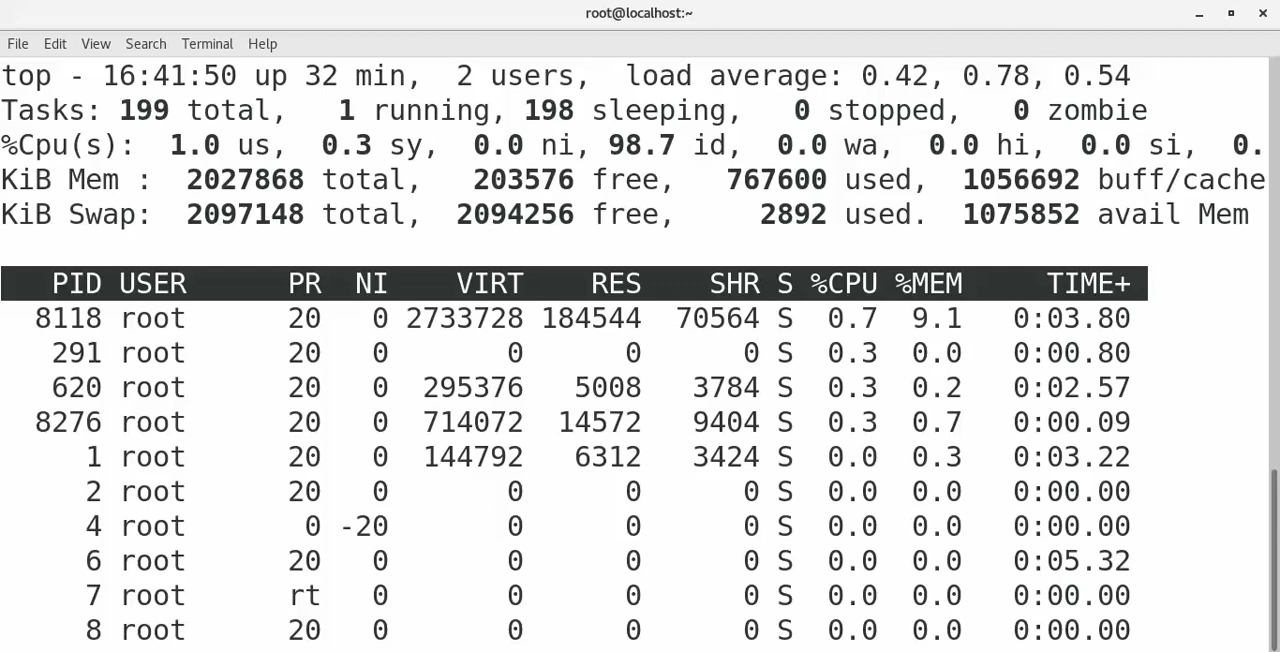 root@localhost:~
File Edit View Search Terminal Help
top - 16:41:50 up 32 min,  2 users,  load average: 0.42, 0.78, 0.54
Tasks: 199 total,   1 running, 198 sleeping,   0 stopped,   0 zombie
%Cpu(s):  1.0 us,  0.3 sy,  0.0 ni, 98.7 id,  0.0 wa,  0.0 hi,  0.0 si,  0.
KiB Mem :  2027868 total,   203576 free,   767600 used,  1056692 buff/cache
KiB Swap:  2097148 total,  2094256 free,     2892 used.  1075852 avail Mem
PID USER      PR  NI    VIRT    RES    SHR S %CPU %MEM     TIME+
8118 root      20   0 2733728 184544  70564 S  0.7  9.1   0:03.80
291 root      20   0       0      0      0 S  0.3  0.0   0:00.80
620 root      20   0  295376   5008   3784 S  0.3  0.2   0:02.57
8276 root      20   0  714072  14572   9404 S  0.3  0.7   0:00.09
1 root      20   0  144792   6312   3424 S  0.0  0.3   0:03.22
2 root      20   0       0      0      0 S  0.0  0.0   0:00.00
4 root       0 -20       0      0      0 S  0.0  0.0   0:00.00
6 root      20   0       0      0      0 S  0.0  0.0   0:05.32
7 root      rt   0       0      0      0 S  0.0  0.0   0:00.00
8 root      20   0       0      0      0 S  0.0  0.0   0:00.00